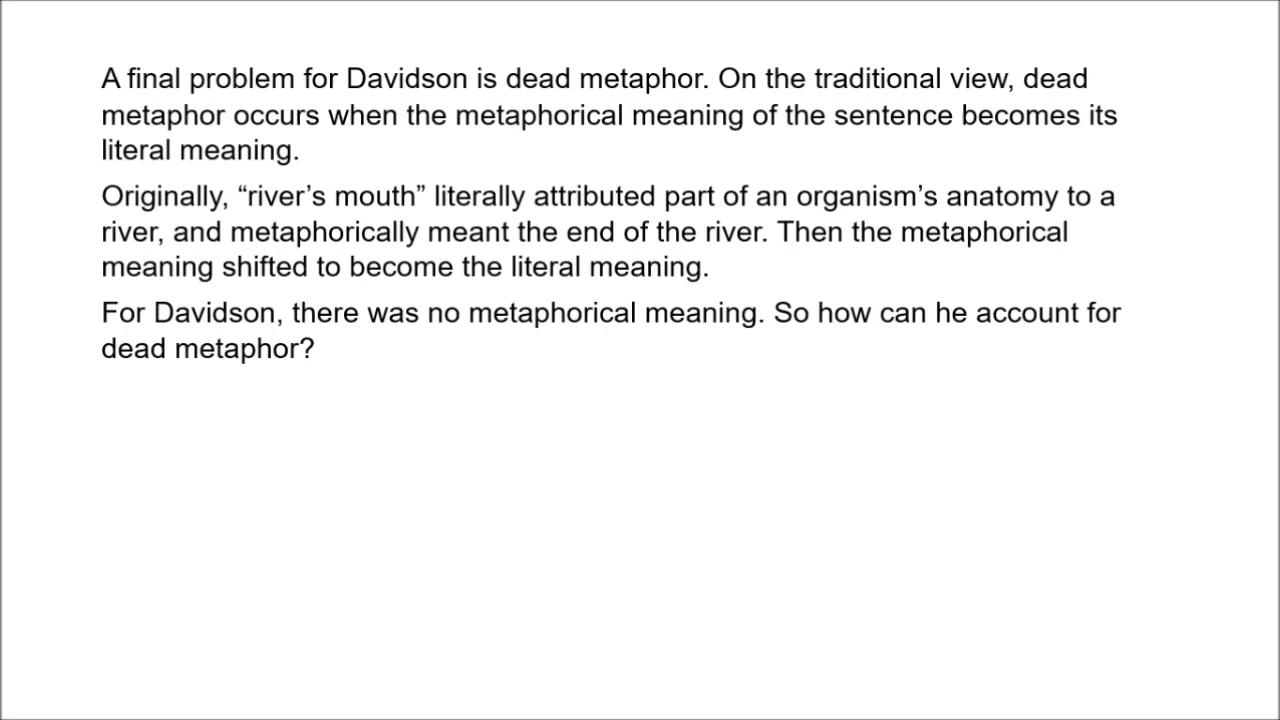 A final problem for Davidson is dead metaphor. On the traditional view, dead
metaphor occurs when the metaphorical meaning of the sentence becomes its
literal meaning.
Originally, “river’s mouth” literally attributed part of an organism’s anatomy to a
river, and metaphorically meant the end of the river. Then the metaphorical
meaning shifted to become the literal meaning.
For Davidson, there was no metaphorical meaning. So how can he account for
dead metaphor?